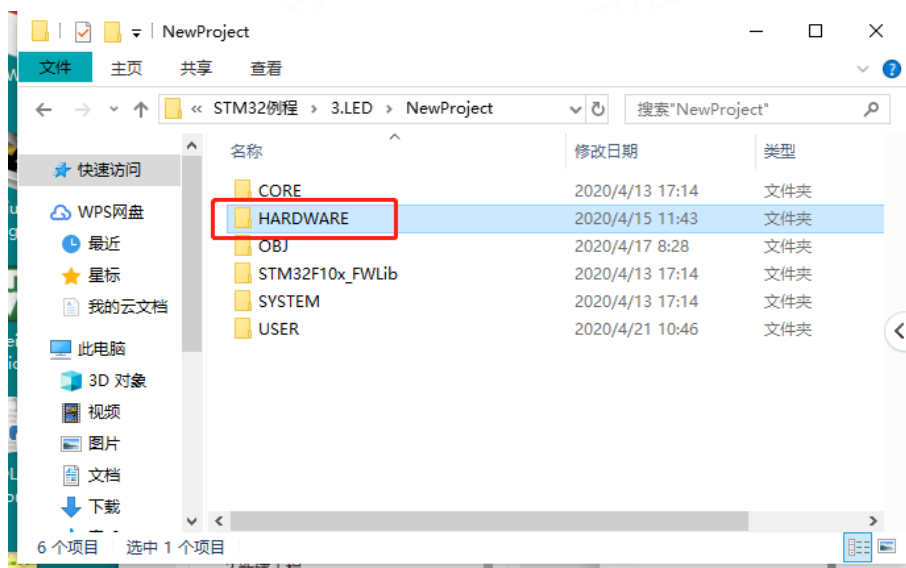 NewProject
文件 主页 共享 查看
« STM32例程 › 3.LED › NewProject 搜索"NewProject"
名称 修改日期 类型
快速访问
WPS网盘
最近
星标
我的云文档
此电脑
3D 对象
视频
图片
文档
下载
CORE 2020/4/13 17:14 文件夹
HARDWARE 2020/4/15 11:43 文件夹
OBJ 2020/4/17 8:28 文件夹
STM32F10x_FWLib 2020/4/13 17:14 文件夹
SYSTEM 2020/4/13 17:14 文件夹
USER 2020/4/21 10:46 文件夹
6 个项目 选中 1 个项目